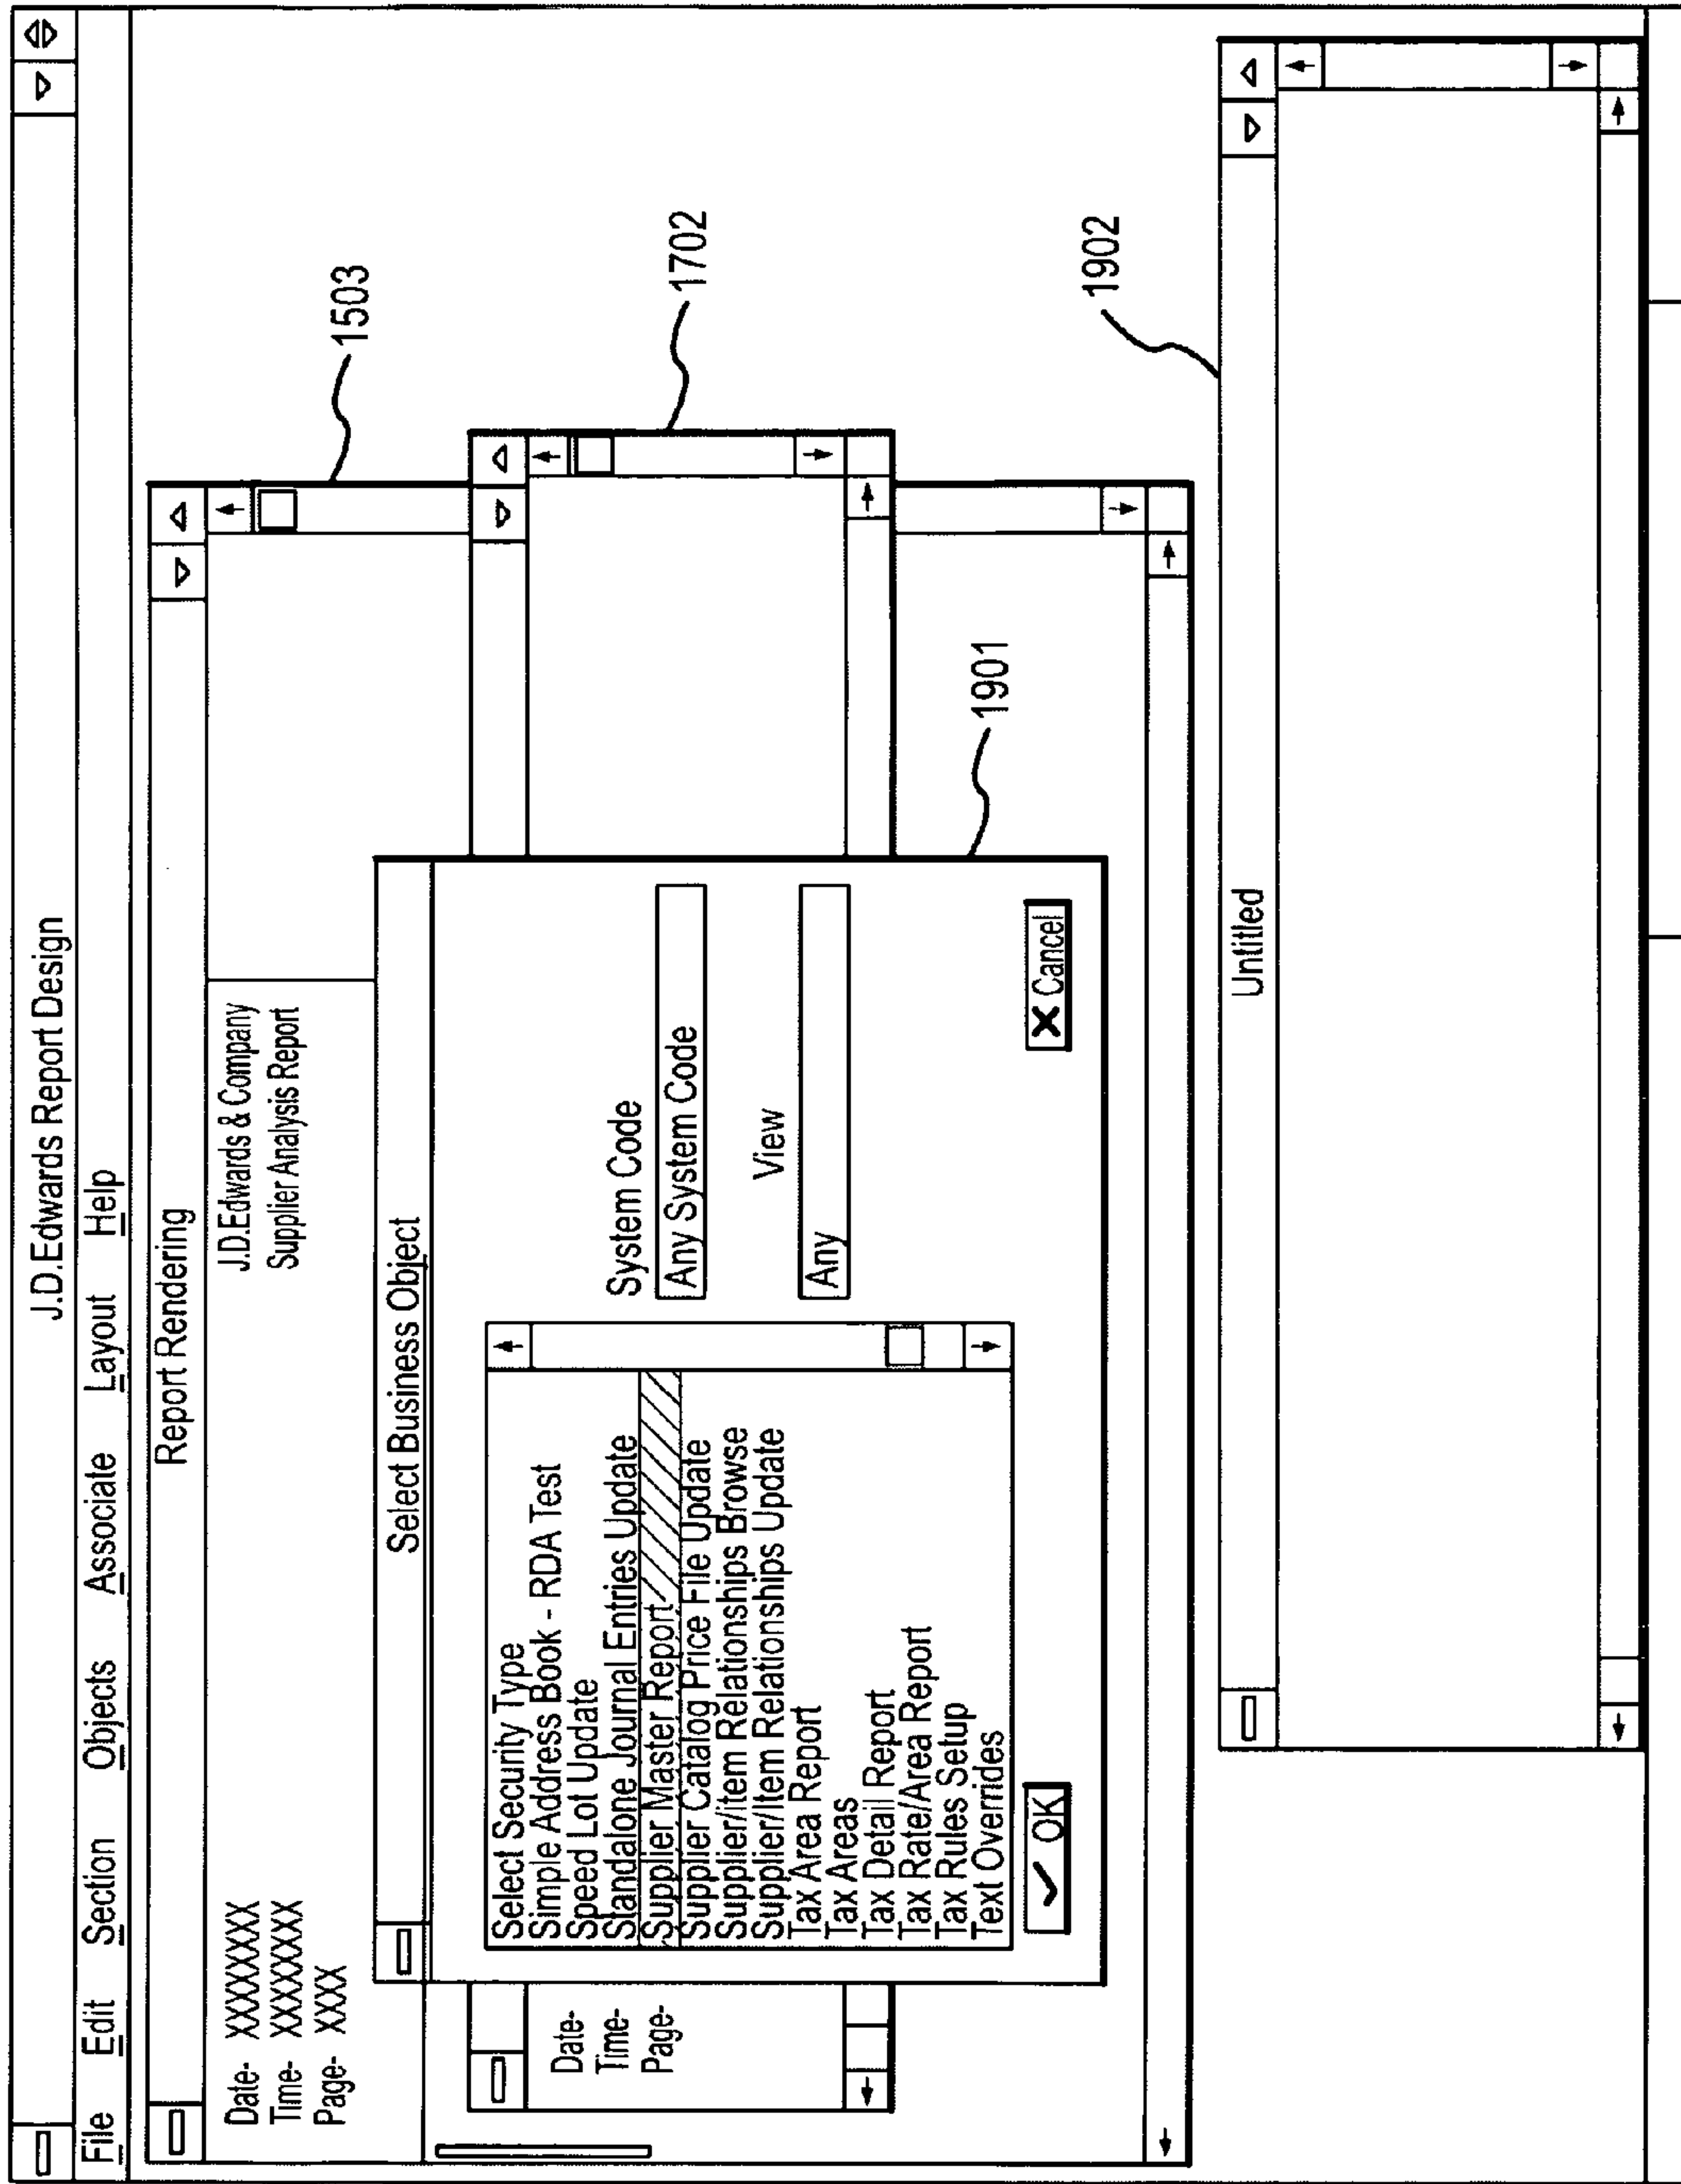 J.D.Edwards Report Design
File Edit Section Objects Associate Layout Help
Report Rendering
Date- XXXXXXX J.D.Edwards & Company
Time- XXXXXXX Supplier Analysis Report
Page- XXXX
1503
Select Business Object
Date-
Time-
Page-
1702
Select Security Type
Simple Address Book - RDA Test
Speed Lot Update
Standalone Journal Entries Update
Supplier Master Report
Supplier Catalog Price File Update
Supplier/item Relationships Browse
Supplier/Item Relationships Update
Tax Area Report
Tax Areas
Tax Detail Report
Tax Rate/Area Report
Tax Rules Setup
Text Overrides
System Code
Any System Code
View
Any
OK
Cancel
1901
1902
Untitled